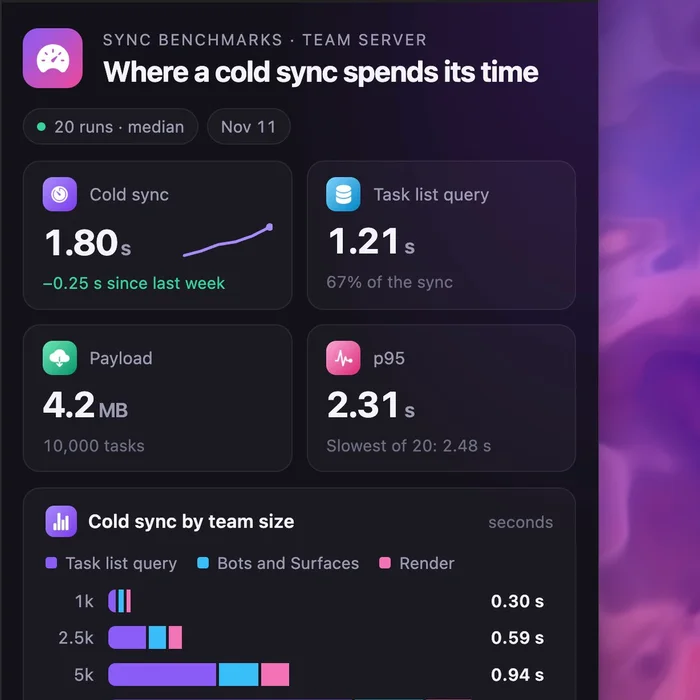 SYNC BENCHMARKS · TEAM SERVER
Where a cold sync spends its time
20 runs · median
Nov 11
Cold sync
1.80 s
−0.25 s since last week
Task list query
1.21 s
67% of the sync
Payload
4.2 MB
10,000 tasks
p95
2.31 s
Slowest of 20: 2.48 s
Cold sync by team size
seconds
Task list query
Bots and Surfaces
Render
1k
0.30 s
2.5k
0.59 s
5k
0.94 s